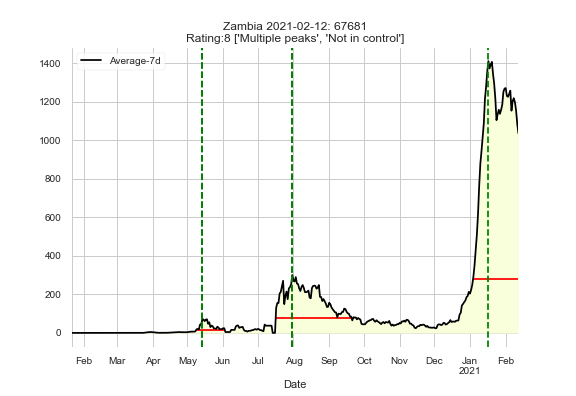 Zambia 2021-02-12: 67681
Rating:8 ['Multiple peaks', 'Not in control']
Average-7d
1400
1200
1000
800
600
400
200
0
Feb Mar Apr May Jun Jul Aug Sep Oct Nov Dec Jan Feb
2021
Date